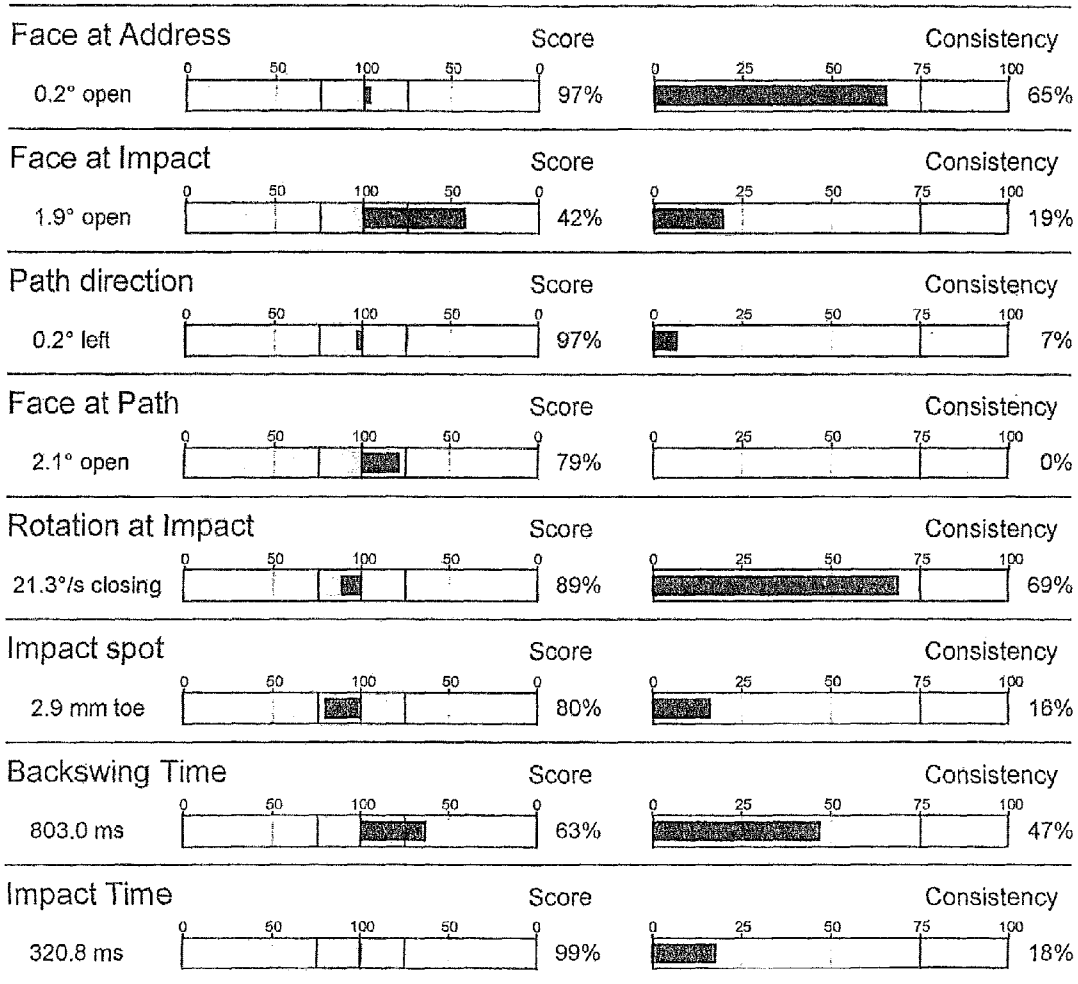 Face at Address Score Consistency
0 50 100 50 0 0 25 50 75 100
0.2° open 97% 65%
Face at Impact Score Consistency
0 50 100 50 0 0 25 50 75 100
1.9° open 42% 19%
Path direction Score Consistency
0 50 100 50 0 0 25 50 75 100
0.2° left 97% 7%
Face at Path Score Consistency
0 50 100 50 0 0 25 50 75 100
2.1° open 79% 0%
Rotation at Impact Score Consistency
0 50 100 50 0 0 25 50 75 100
21.3°/s closing 89% 69%
Impact spot Score Consistency
0 50 100 50 0 0 25 50 75 100
2.9 mm toe 80% 16%
Backswing Time Score Consistency
0 50 100 50 0 0 25 50 75 100
803.0 ms 63% 47%
Impact Time Score Consistency
0 50 100 50 0 0 25 50 75 100
320.8 ms 99% 18%